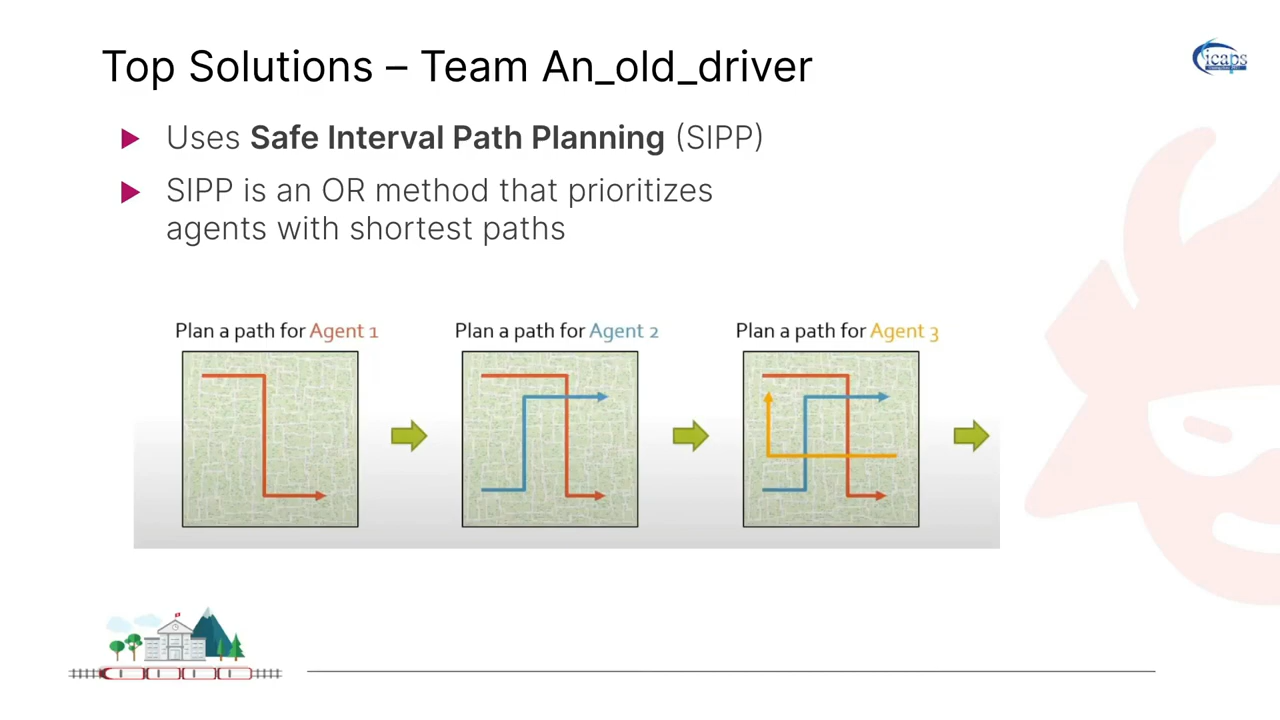 Top Solutions – Team An_old_driver
icaps
Uses Safe Interval Path Planning (SIPP)
SIPP is an OR method that prioritizes
agents with shortest paths
Plan a path for Agent 1
Plan a path for Agent 2
Plan a path for Agent 3